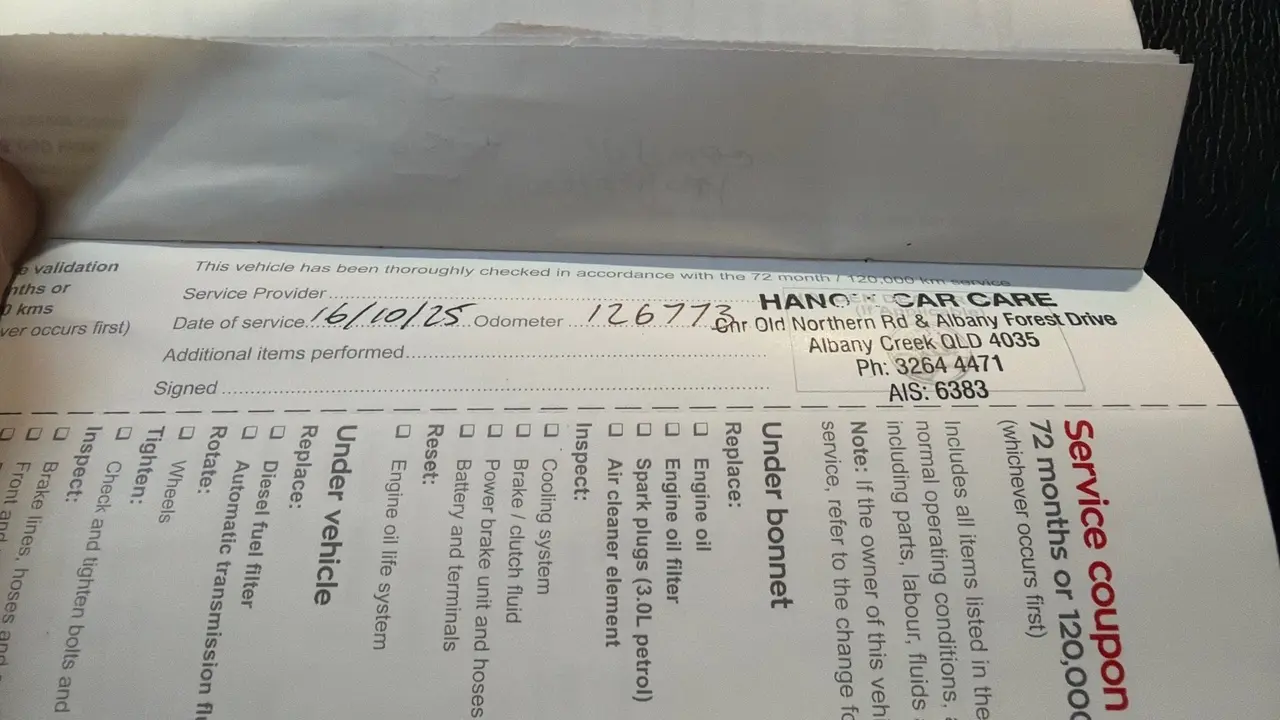 validation
This vehicle has been thoroughly checked in accordance with the 72 month / 120,000 km service
nths or
kms
ver occurs first)
Service Provider
CAR CARE
Date of service 16/10/25 Odometer 126773
Cnr Old Northern Rd & Albany Forest Drive
Albany Creek QLD 4035
Ph: 3264 4471
AIS: 6383
Additional items performed
Signed
Service coupon
72 months or 120,000
(whichever occurs first)
Includes all items listed in the
normal operating conditions,
including parts, labour, fluids
Note: If the owner of this vehi
service, refer to the change fo
Under bonnet
Replace:
Engine oil
Engine oil filter
Spark plugs (3.0L petrol)
Air cleaner element
Inspect:
Cooling system
Brake / clutch fluid
Power brake unit and hoses
Battery and terminals
Reset:
Engine oil life system
Under vehicle
Replace:
Diesel fuel filter
Automatic transmission flu
Rotate:
Wheels
Tighten:
Check and tighten bolts and
Inspect:
Brake lines, hoses and
Front and